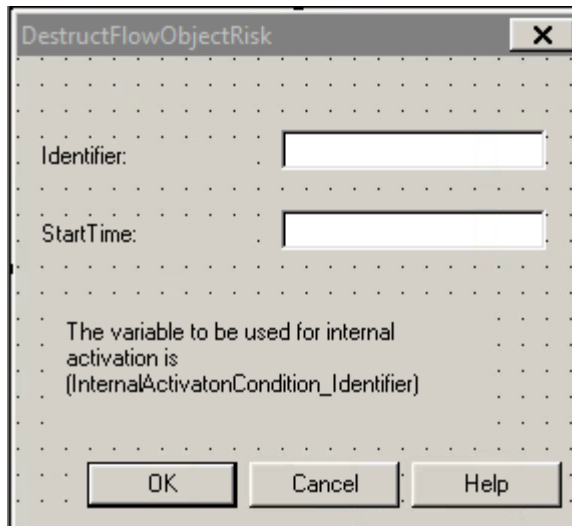 DestructFlowObjectRisk
Identifier:
StartTime:
The variable to be used for internal
activation is
(InternalActivatonCondition_Identifier)
OK Cancel Help